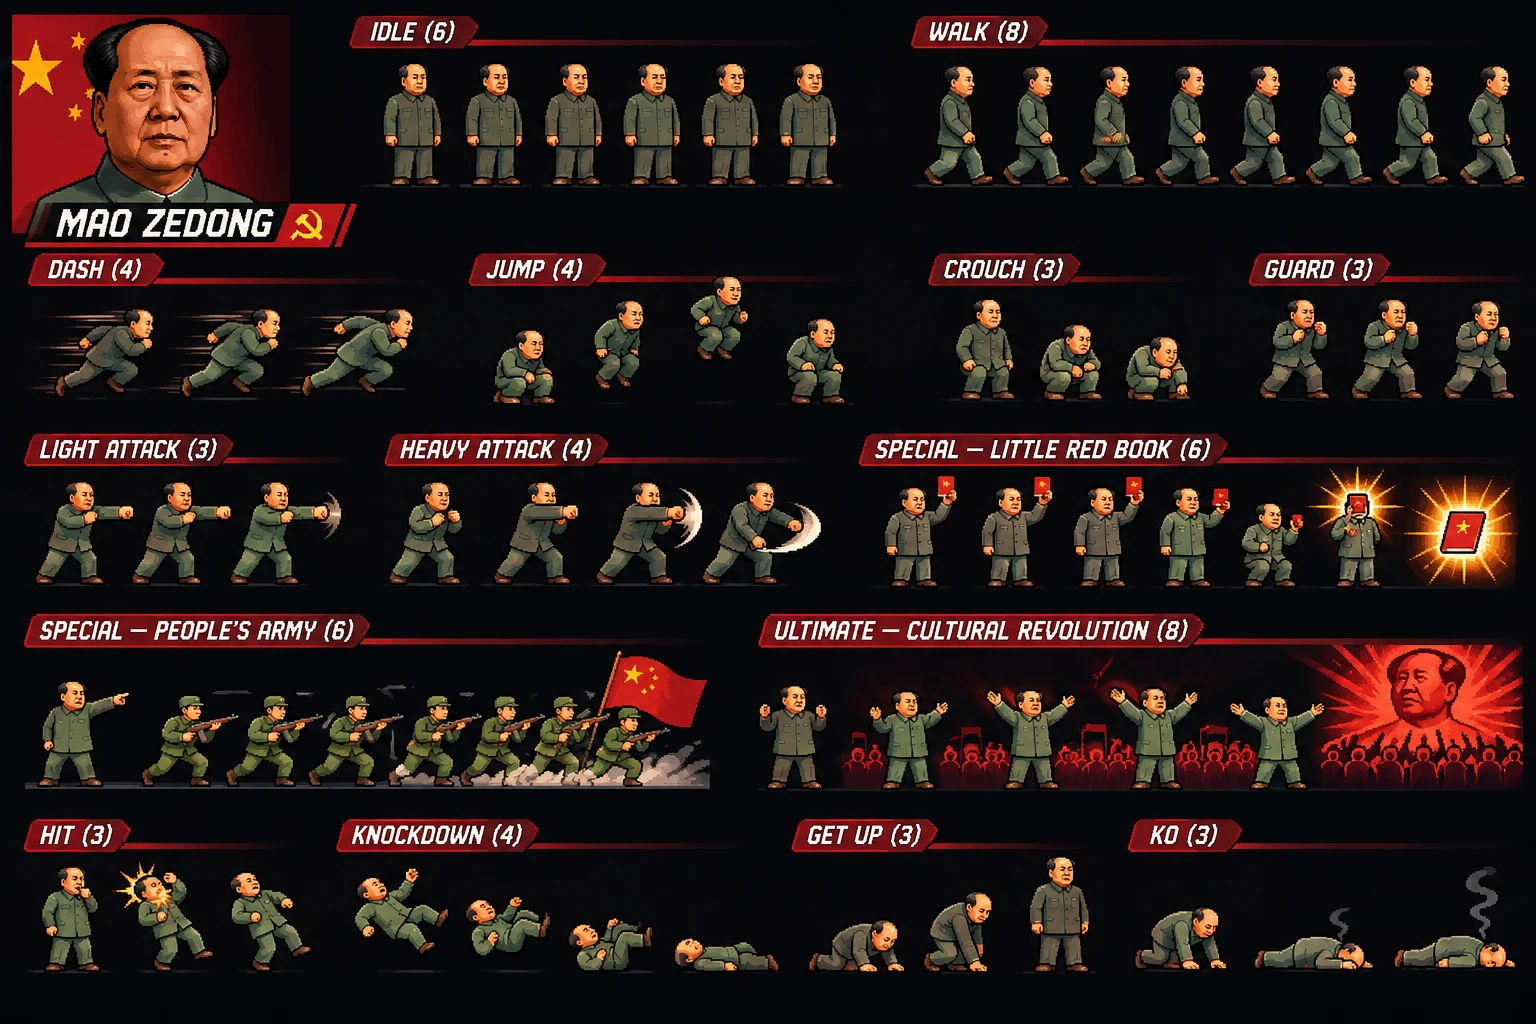 IDLE (6)
WALK (8)
MAO ZEDONG
DASH (4)
JUMP (4)
CROUCH (3)
GUARD (3)
LIGHT ATTACK (3)
HEAVY ATTACK (4)
SPECIAL — LITTLE RED BOOK (6)
SPECIAL — PEOPLE'S ARMY (6)
ULTIMATE — CULTURAL REVOLUTION (8)
HIT (3)
KNOCKDOWN (4)
GET UP (3)
KO (3)